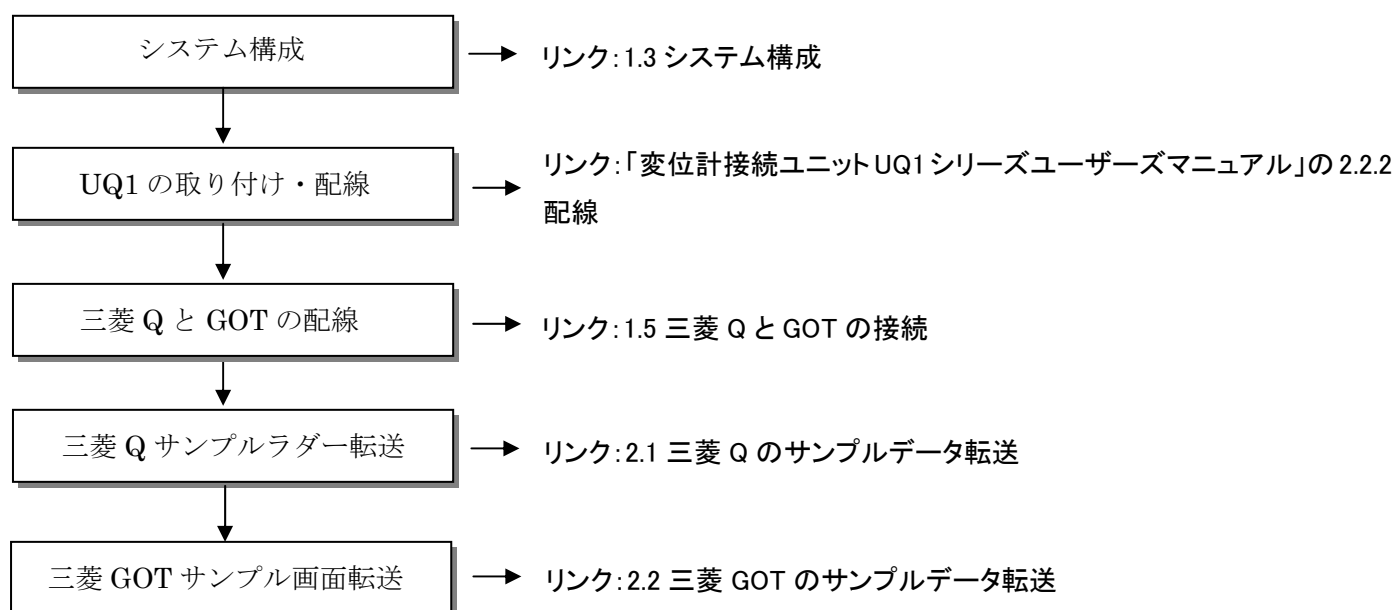 システム構成
リンク：1.3 システム構成
UQ1 の取り付け・配線
リンク：「変位計接続ユニット UQ1 シリーズユーザーズマニュアル」の 2.2.2
配線
三菱 Q と GOT の配線
リンク：1.5 三菱 Q と GOT の接続
三菱 Q サンプルラダー転送
リンク：2.1 三菱 Q のサンプルデータ転送
三菱 GOT サンプル画面転送
リンク：2.2 三菱 GOT のサンプルデータ転送